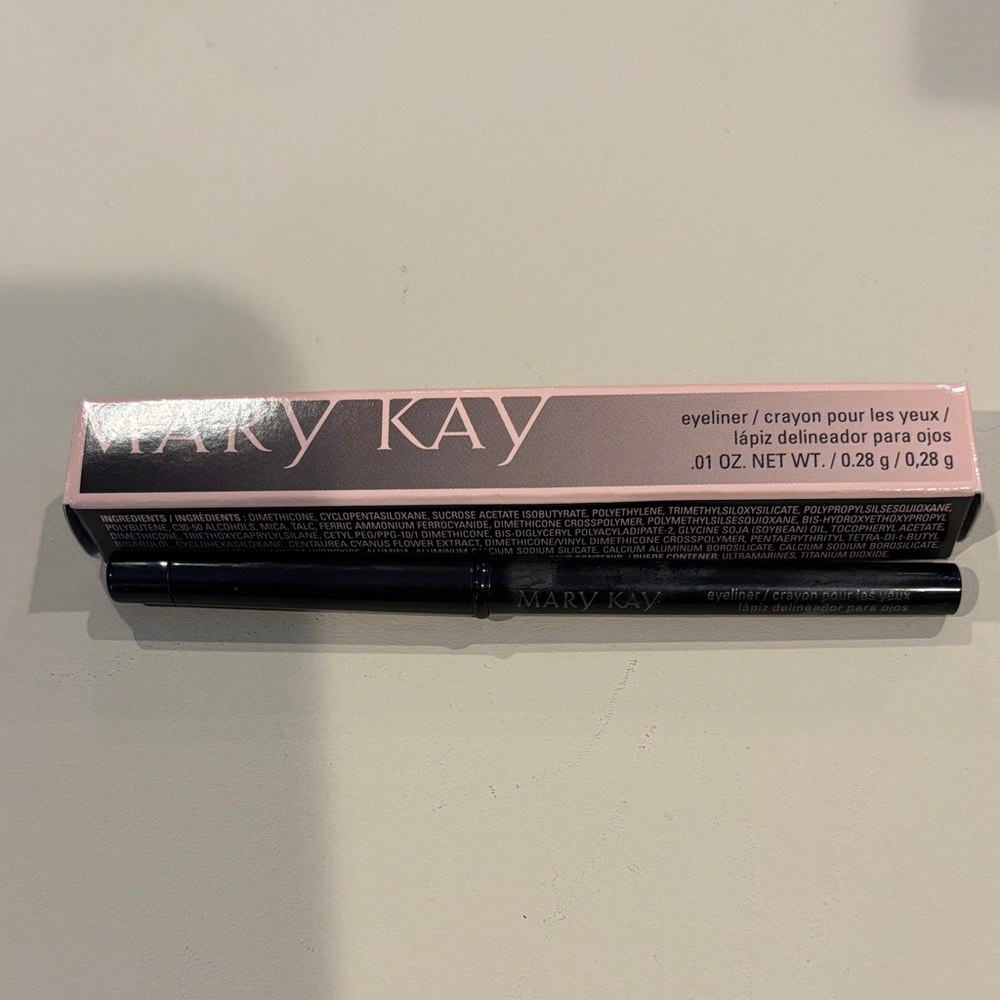 MARY KAY
eyeliner / crayon pour les yeux /
lápiz delineador para ojos
.01 OZ. NET WT. / 0.28 g / 0,28 g
INGREDIENTS / INGRÉDIENTS : DIMETHICONE, CYCLOPENTASILOXANE, SUCROSE ACETATE ISOBUTYRATE, POLYETHYLENE, TRIMETHYLSILOXYSILICATE, POLYPROPYLSILSESQUIOXANE,
POLYBUTENE, C30-50 ALCOHOLS, MICA, TALC, FERRIC AMMONIUM FERROCYANIDE, DIMETHICONE CROSSPOLYMER, POLYMETHYLSILSESQUIOXANE, BIS-HYDROXYETHOXYPROPYL
DIMETHICONE, TRIETHOXYCAPRYLYLSILANE, CETYL PEG/PPG-10/1 DIMETHICONE, BIS-DIGLYCERYL POLYACYLADIPATE-2, GLYCINE SOJA (SOYBEAN) OIL, TOCOPHERYL ACETATE,
CYCLOHEXASILOXANE, CENTAUREA CYANUS FLOWER EXTRACT, DIMETHICONE/VINYL DIMETHICONE CROSSPOLYMER, PENTAERYTHRITYL TETRA-DI-t-BUTYL
ALUMINA, ALUMINUM CALCIUM SODIUM SILICATE, CALCIUM ALUMINUM BOROSILICATE, CALCIUM SODIUM BOROSILICATE,
/ PUEDE CONTENER: ULTRAMARINES, TITANIUM DIOXIDE.
MARY KAY
eyeliner / crayon pour les yeux
lápiz delineador para ojos